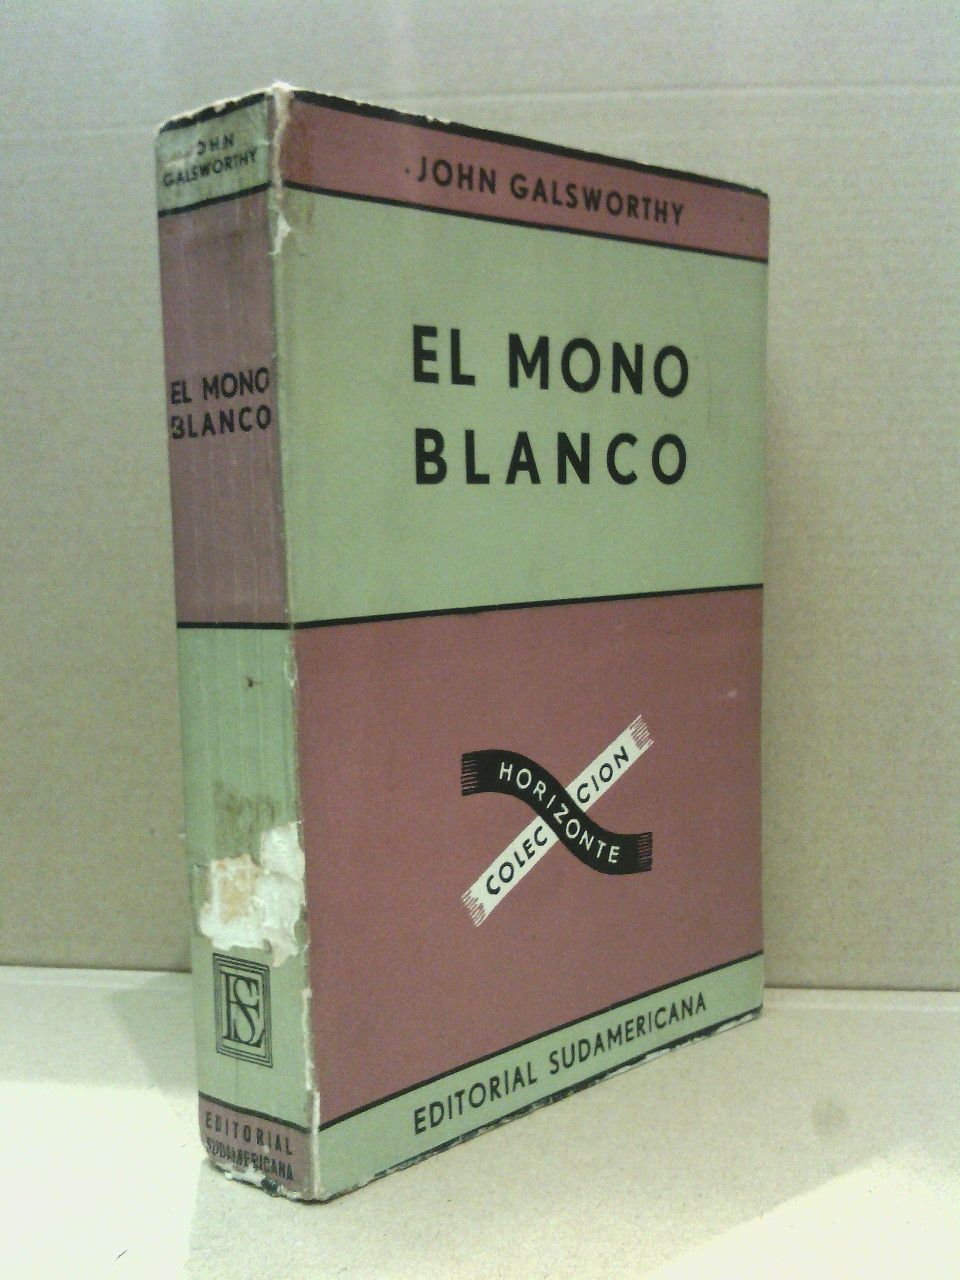 JOHN
GALSWORTHY
EL MONO
BLANCO
ES
EDITORIAL
SUDAMERICANA
JOHN GALSWORTHY
EL MONO
BLANCO
HORIZONTE
COLECCION
EDITORIAL SUDAMERICANA